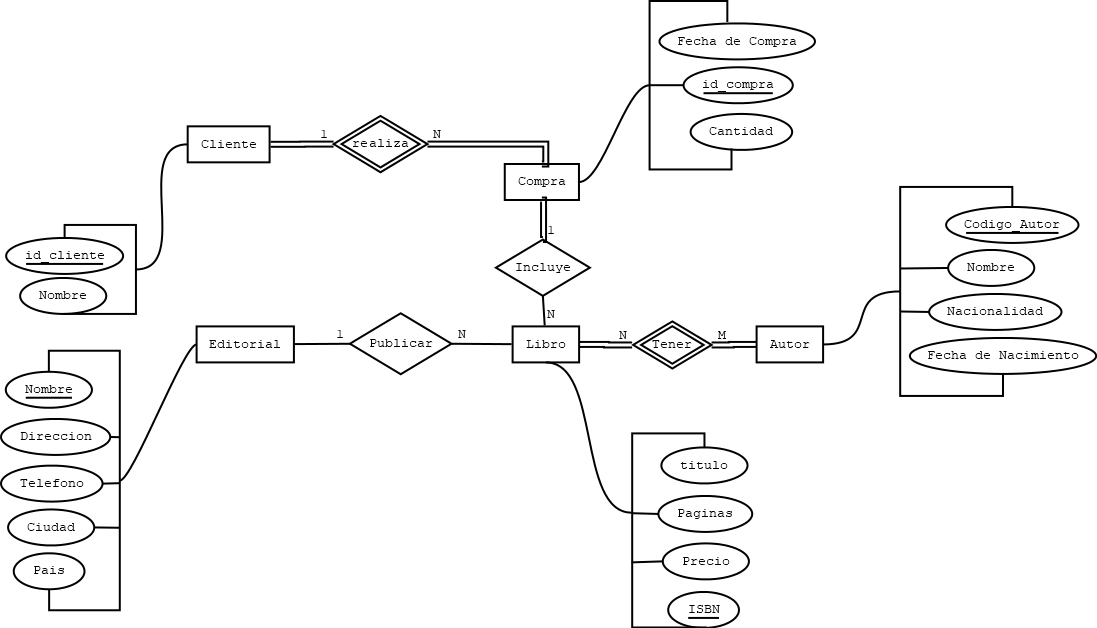 Fecha de Compra
id_compra
Cantidad
Cliente
1
realiza
N
Compra
1
Incluye
N
id_cliente
Nombre
Codigo_Autor
Nombre
Nacionalidad
Fecha de Nacimiento
Editorial
1
Publicar
N
Libro
N
Tener
M
Autor
Nombre
Direccion
Telefono
Ciudad
Pais
titulo
Paginas
Precio
ISBN